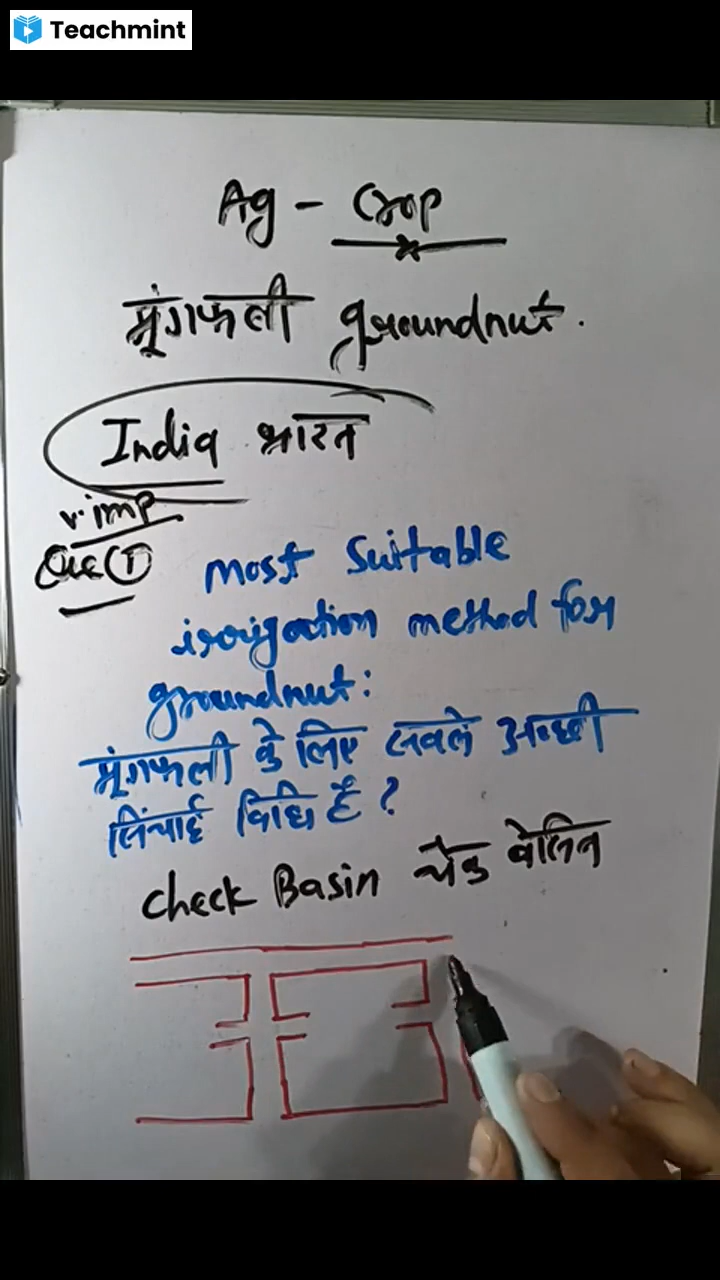 Teachmint
Ag - Crop
मूंगफली groundnut.
India भारत
v.imp
Que ①
most suitable
irrigation method for
groundnut:
मूंगफली के लिए सबसे अच्छी
सिंचाई विधि है ?
Check Basin चेक बेसिन